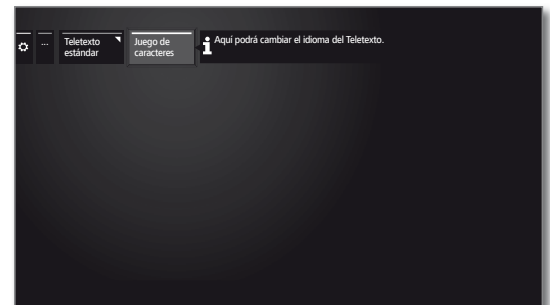 ...
Teletexto
estándar
Juego de
caracteres
Aquí podrá cambiar el idioma del Teletexto.